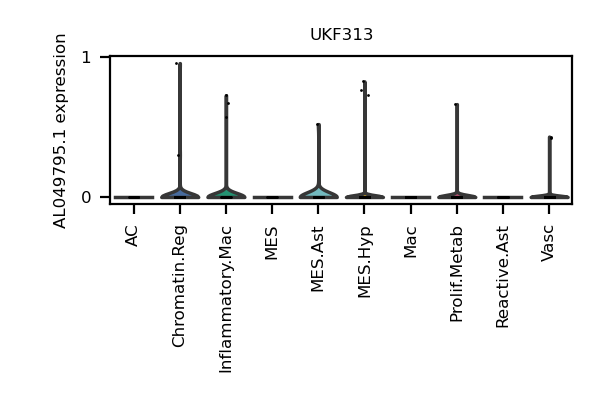 UKF313
AL049795.1 expression
1
0
AC
Chromatin.Reg
Inflammatory.Mac
MES
MES.Ast
MES.Hyp
Mac
Prolif.Metab
Reactive.Ast
Vasc